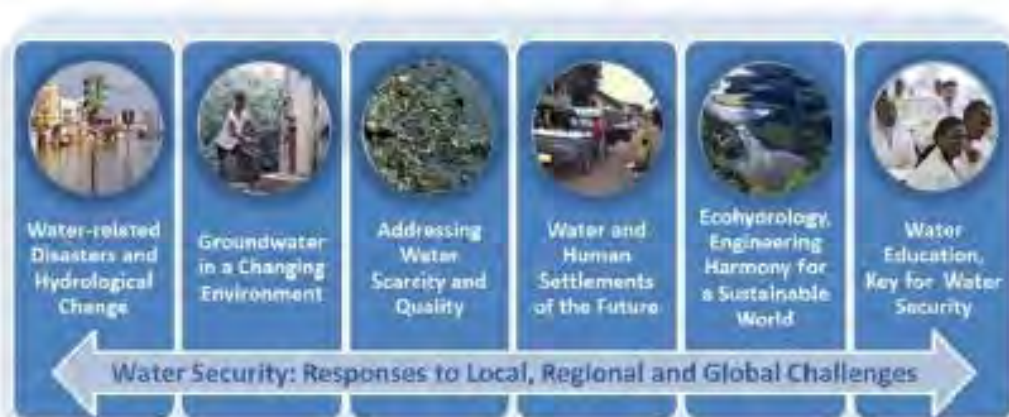 Water-related
Disasters and
Hydrological
Change
Groundwater
in a Changing
Environment
Addressing
Water
Scarcity and
Quality
Water and
Human
Settlements
of the Future
Ecohydrology,
Engineering
Harmony for
a Sustainable
World
Water
Education,
Key for Water
Security
Water Security: Responses to Local, Regional and Global Challenges